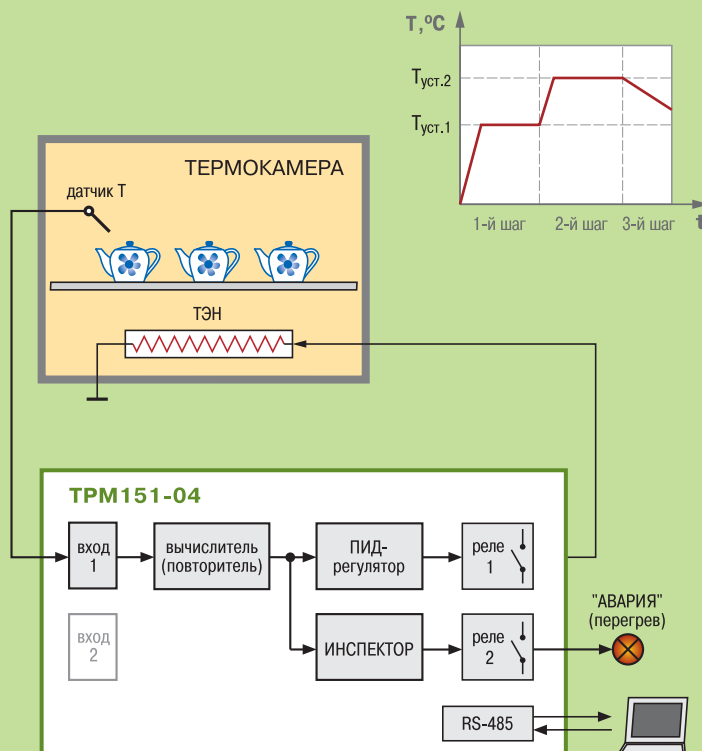 Т,ºС
Tуст.2
Tуст.1
1-й шаг 2-й шаг 3-й шаг t
ТЕРМОКАМЕРА
датчик Т
ТЭН
ТРМ151-04
вход
1
вычислитель
(повторитель)
ПИД-
регулятор
реле
1
вход
2
ИНСПЕКТОР
реле
2
"АВАРИЯ"
(перегрев)
RS-485